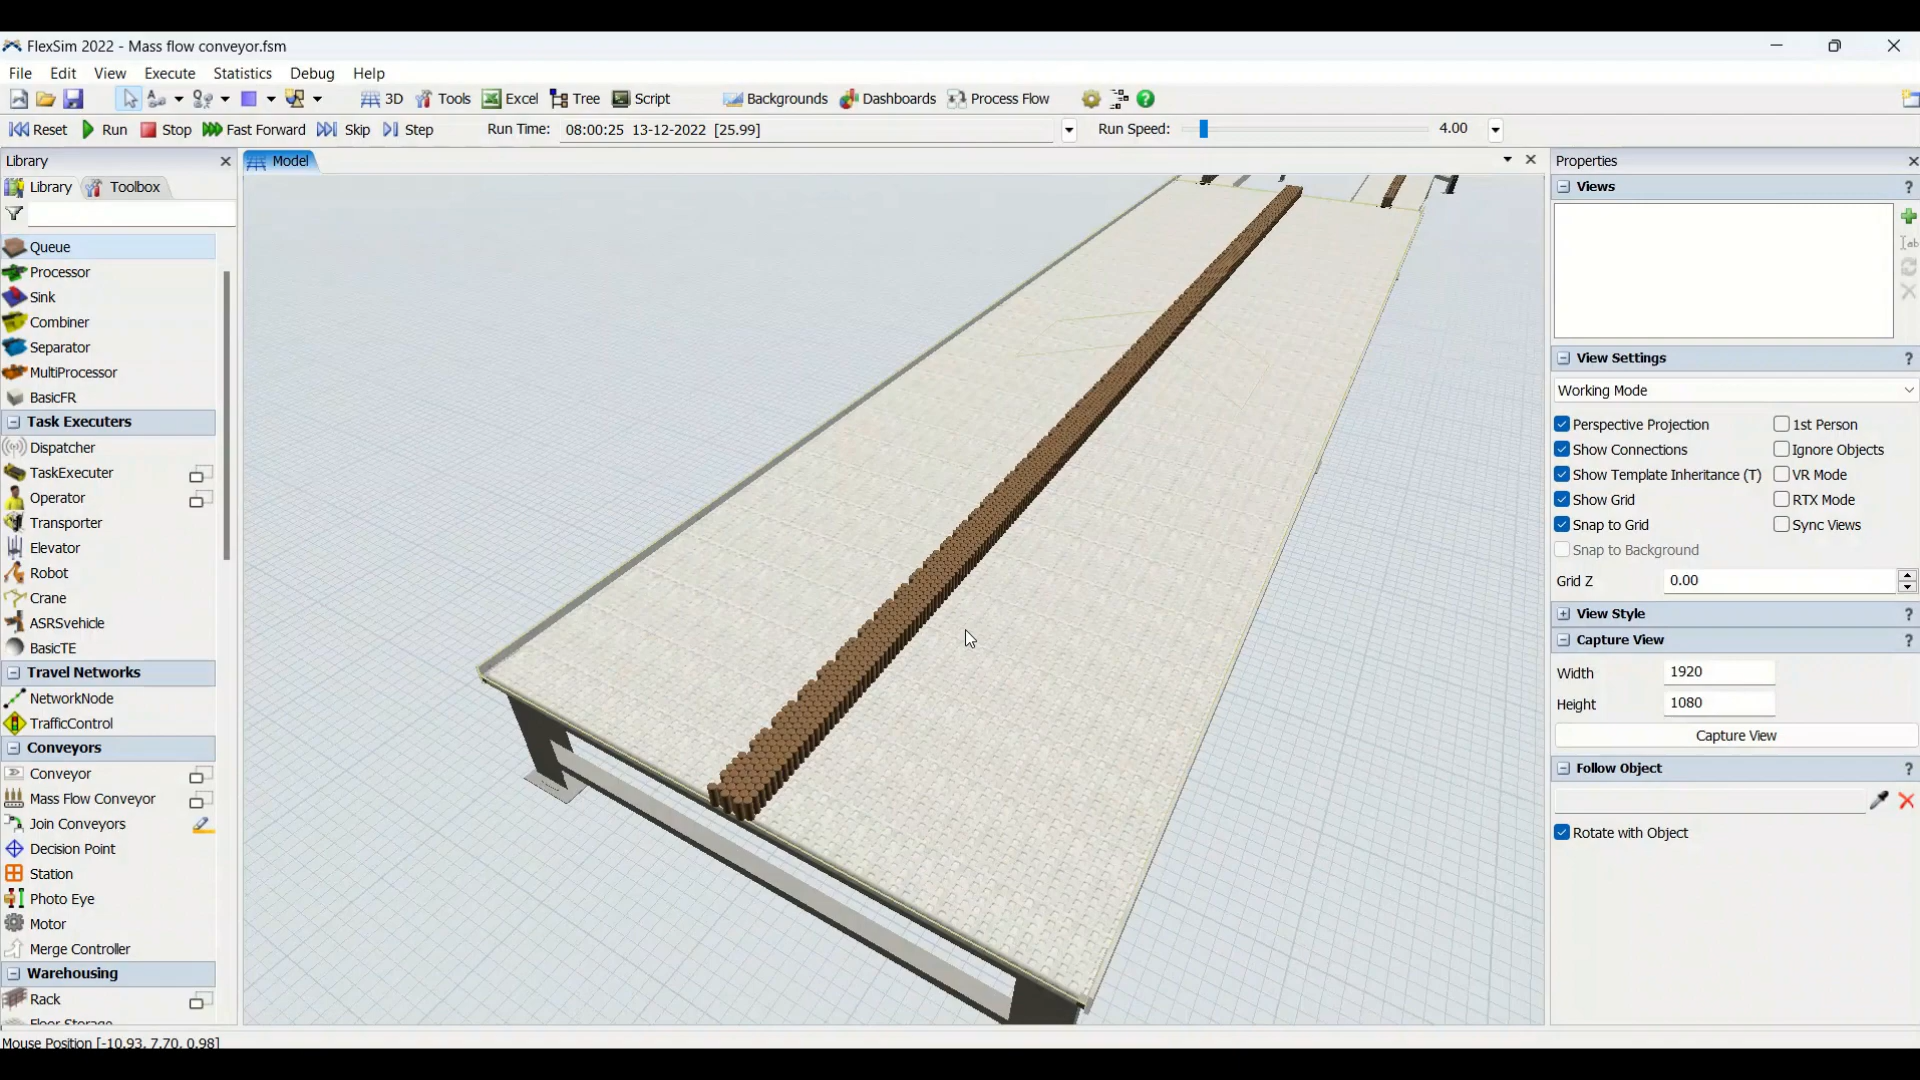 FlexSim 2022 - Mass flow conveyor.fsm
File Edit View Execute Statistics Debug Help
3D Tools Excel Tree Script Backgrounds Dashboards Process Flow
Reset Run Stop Fast Forward Skip Step Run Time: 08:00:25 13-12-2022 [25.99] Run Speed: 4.00
Library
Library Toolbox
Queue
Processor
Sink
Combiner
Separator
MultiProcessor
BasicFR
Task Executers
Dispatcher
TaskExecuter
Operator
Transporter
Elevator
Robot
Crane
ASRSvehicle
BasicTE
Travel Networks
NetworkNode
TrafficControl
Conveyors
Conveyor
Mass Flow Conveyor
Join Conveyors
Decision Point
Station
Photo Eye
Motor
Merge Controller
Warehousing
Rack
Floor Storage
Mouse Position [-10.93, 7.70, 0.98]
Model
Properties
Views
View Settings
Working Mode
Perspective Projection 1st Person
Show Connections Ignore Objects
Show Template Inheritance (T) VR Mode
Show Grid RTX Mode
Snap to Grid Sync Views
Snap to Background
Grid Z 0.00
View Style
Capture View
Width 1920
Height 1080
Capture View
Follow Object
Rotate with Object